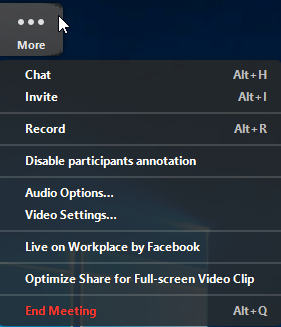 More
Chat Alt+H
Invite Alt+I
Record Alt+R
Disable participants annotation
Audio Options...
Video Settings...
Live on Workplace by Facebook
Optimize Share for Full-screen Video Clip
End Meeting Alt+Q